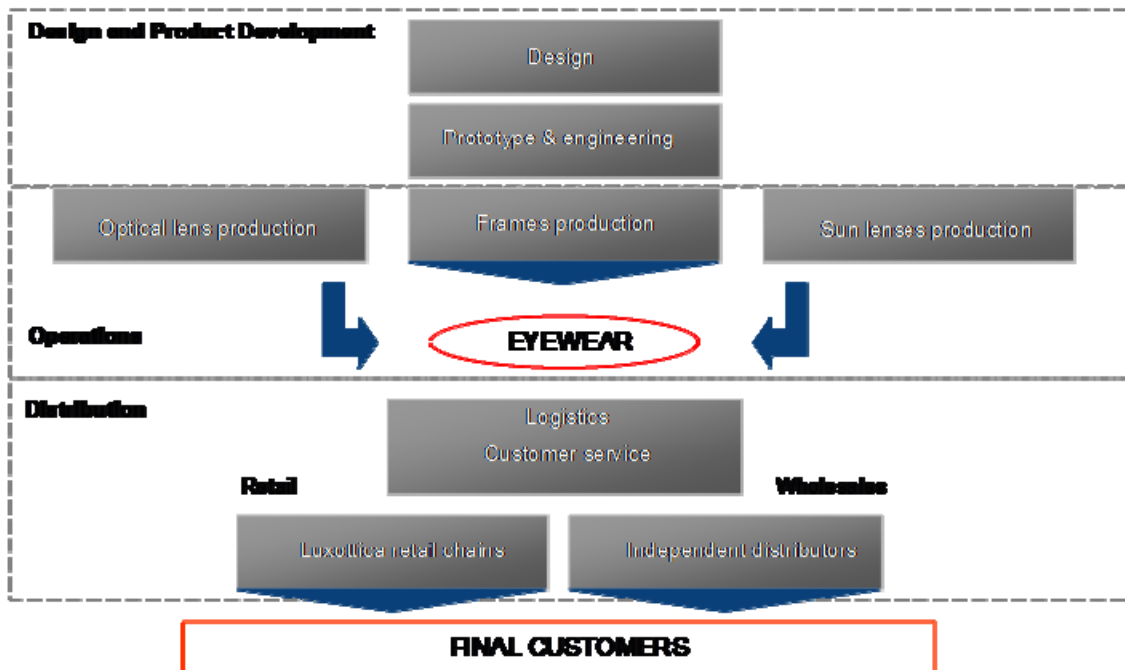 Design and Product Development
Design
Prototype & engineering
Optical lens production
Frames production
Sun lenses production
Operations
EYEWEAR
Distribution
Logistics
Customer service
Retail
Wholesales
Luxottica retail chains
Independent distributors
FINAL CUSTOMERS